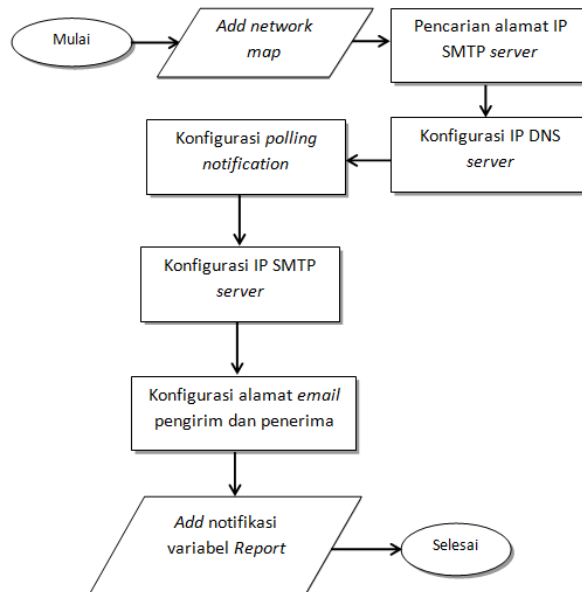 Mulai
Add network
map
Pencarian alamat IP
SMTP server
Konfigurasi IP DNS
server
Konfigurasi polling
notification
Konfigurasi IP SMTP
server
Konfigurasi alamat email
pengirim dan penerima
Add notifikasi
variabel Report
Selesai